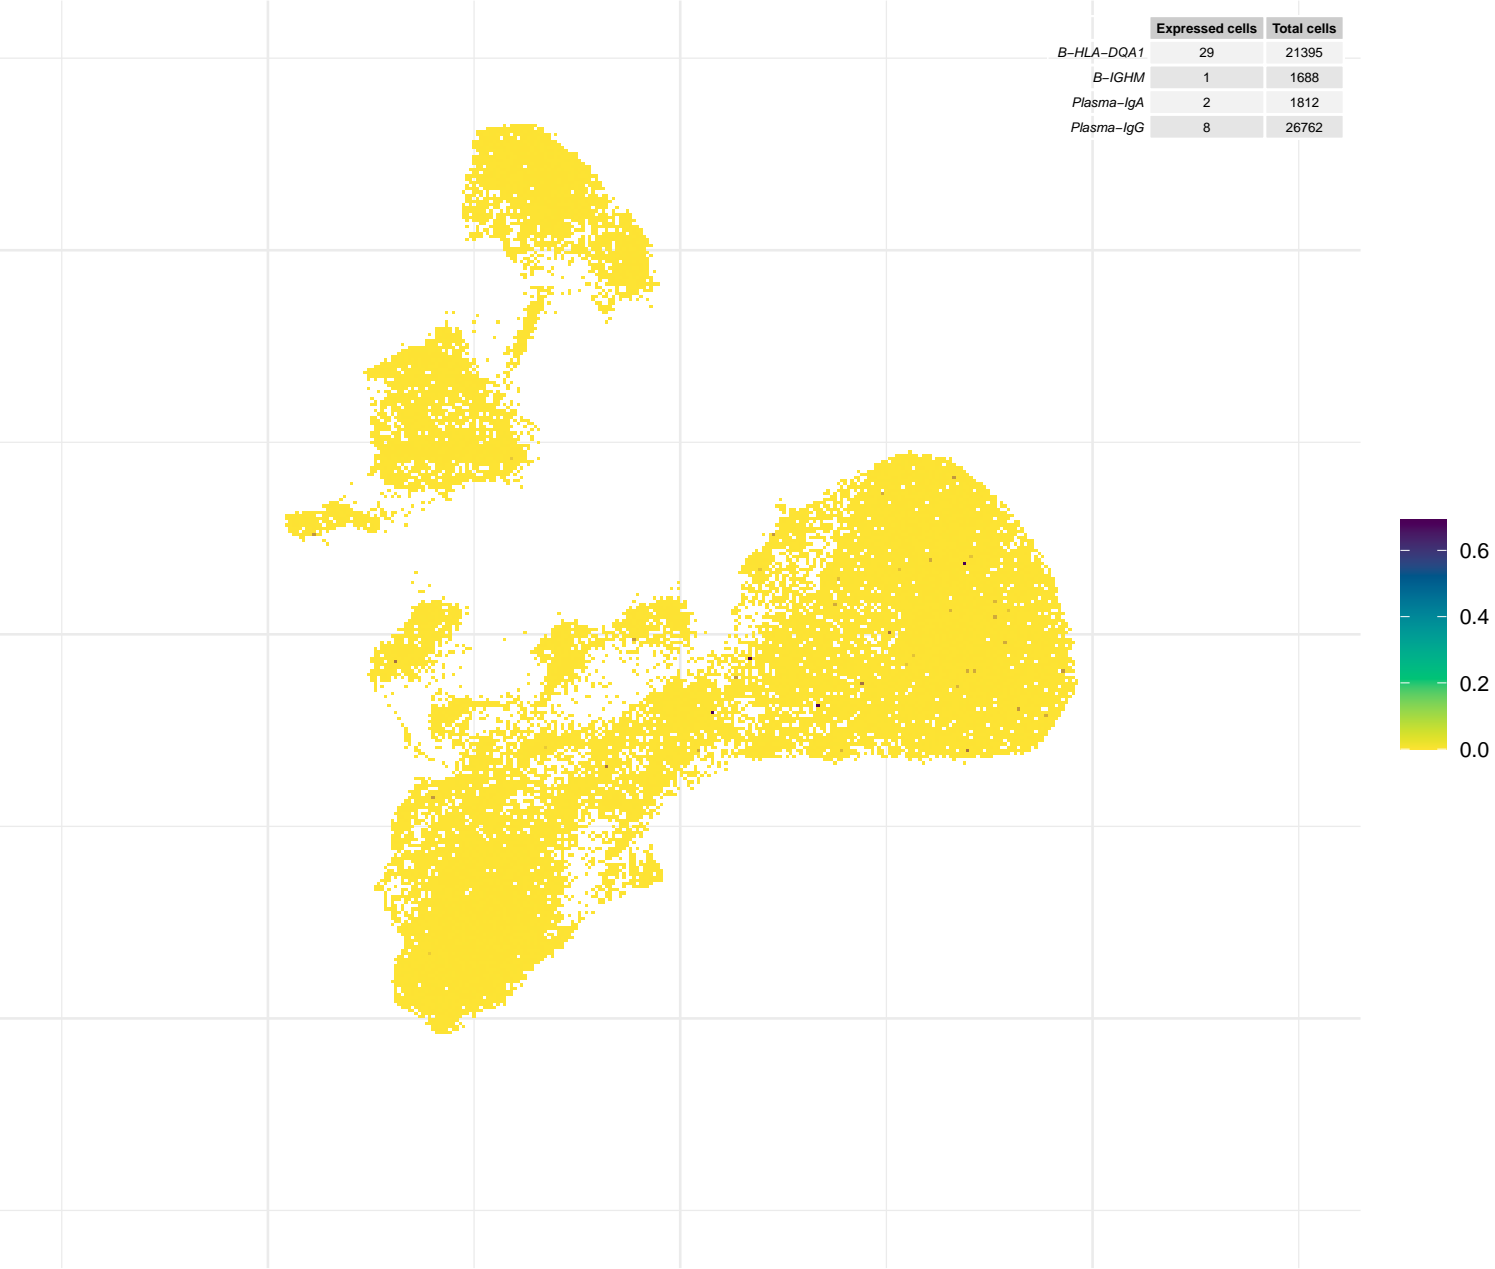 Expressed cells Total cells
B−HLA−DQA1 29 21395
B−IGHM 1 1688
Plasma−IgA 2 1812
Plasma−IgG 8 26762
0.6
0.4
0.2
0.0